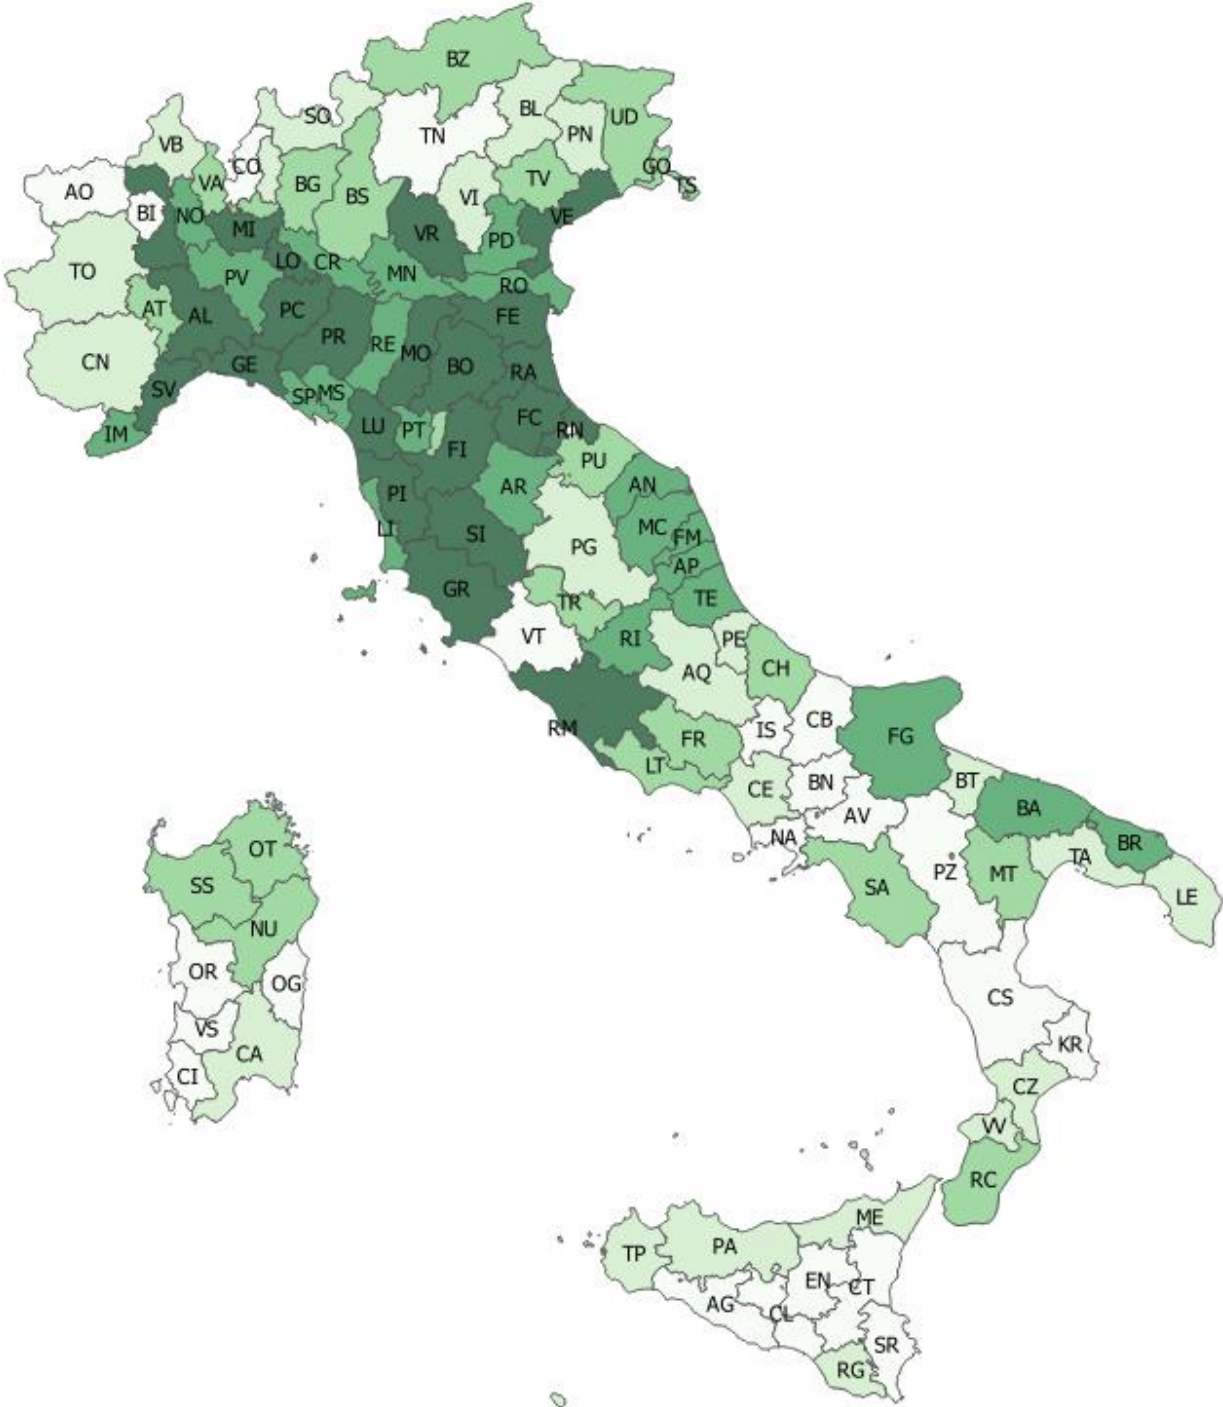 BZ
BL
UD
SO
TN
PN
VB
CO
GO
VA
BG
TV
TS
AO
BS
VI
BI
NO
VE
MI
VR
PD
LO
CR
TO
PV
MN
RO
AT
PC
AL
FE
PR
RE
MO
CN
GE
BO
RA
SV
SP
MS
FC
LU
PT
RN
IM
FI
PU
AR
AN
PI
MC
LI
SI
FM
PG
AP
GR
TR
TE
VT
RI
PE
AQ
CH
CB
RM
IS
FR
FG
LT
CE
BN
BT
AV
BA
NA
BR
OT
TA
PZ
MT
SS
SA
LE
NU
OR
OG
CS
VS
KR
CA
CI
CZ
VV
RC
ME
PA
TP
EN
CT
AG
CL
SR
RG